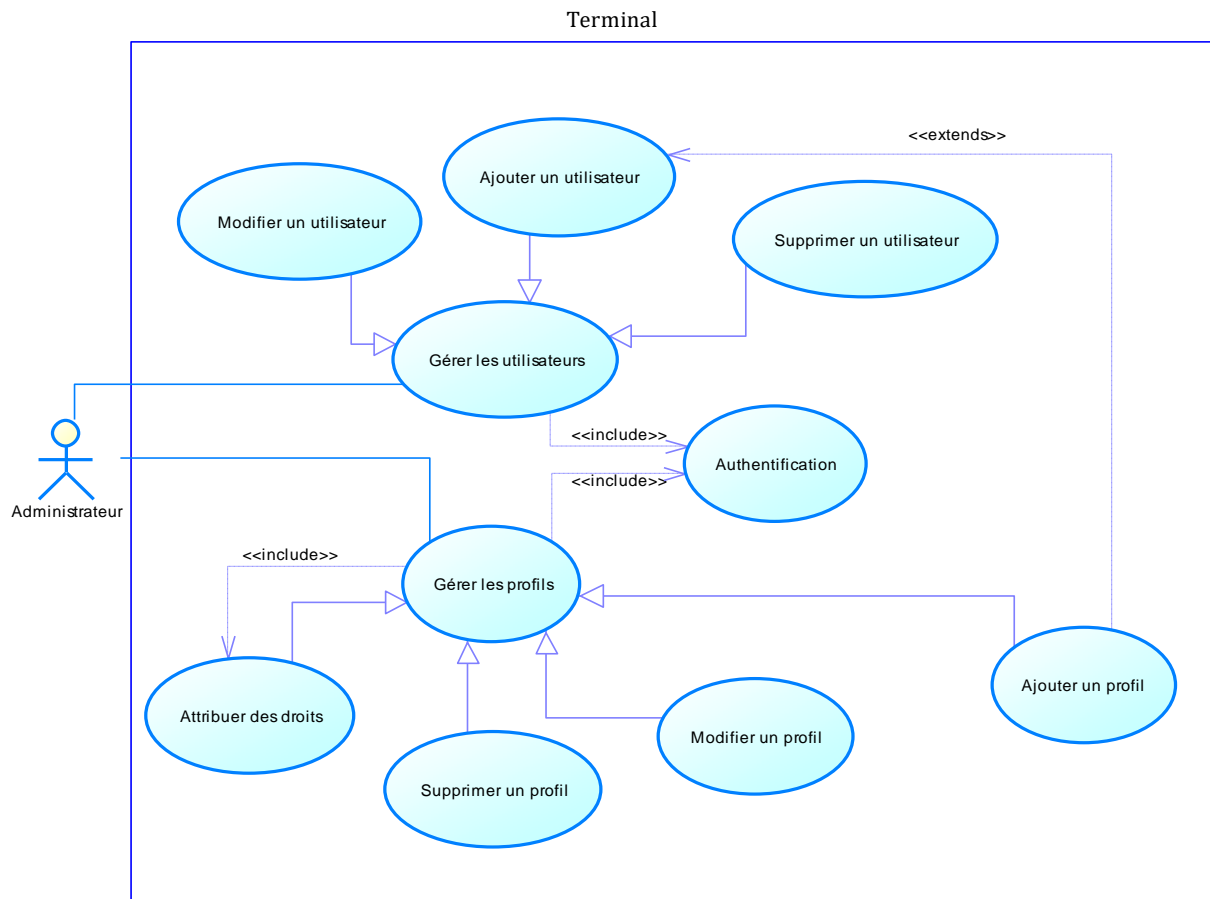 Terminal
<<extends>>
Ajouter un utilisateur
Modifier un utilisateur
Supprimer un utilisateur
Gérer les utilisateurs
<<include>>
Authentification
<<include>>
Administrateur
<<include>>
Gérer les profils
Ajouter un profil
Attribuer des droits
Modifier un profil
Supprimer un profil